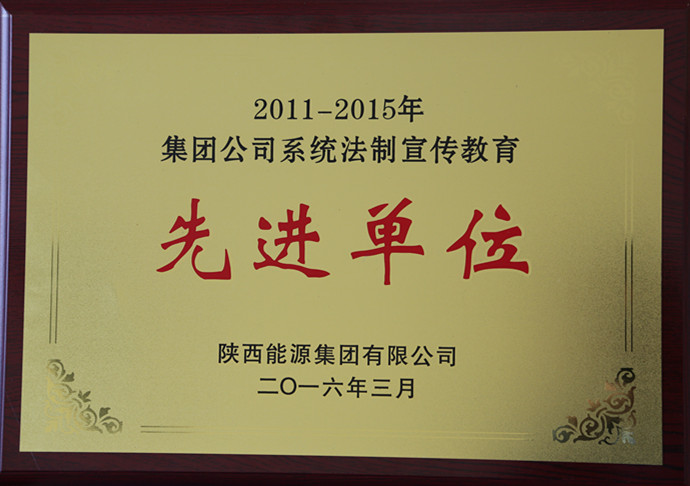 2011-2015年
集团公司系统法制宣传教育
先进单位
陕西能源集团有限公司
二〇一六年三月